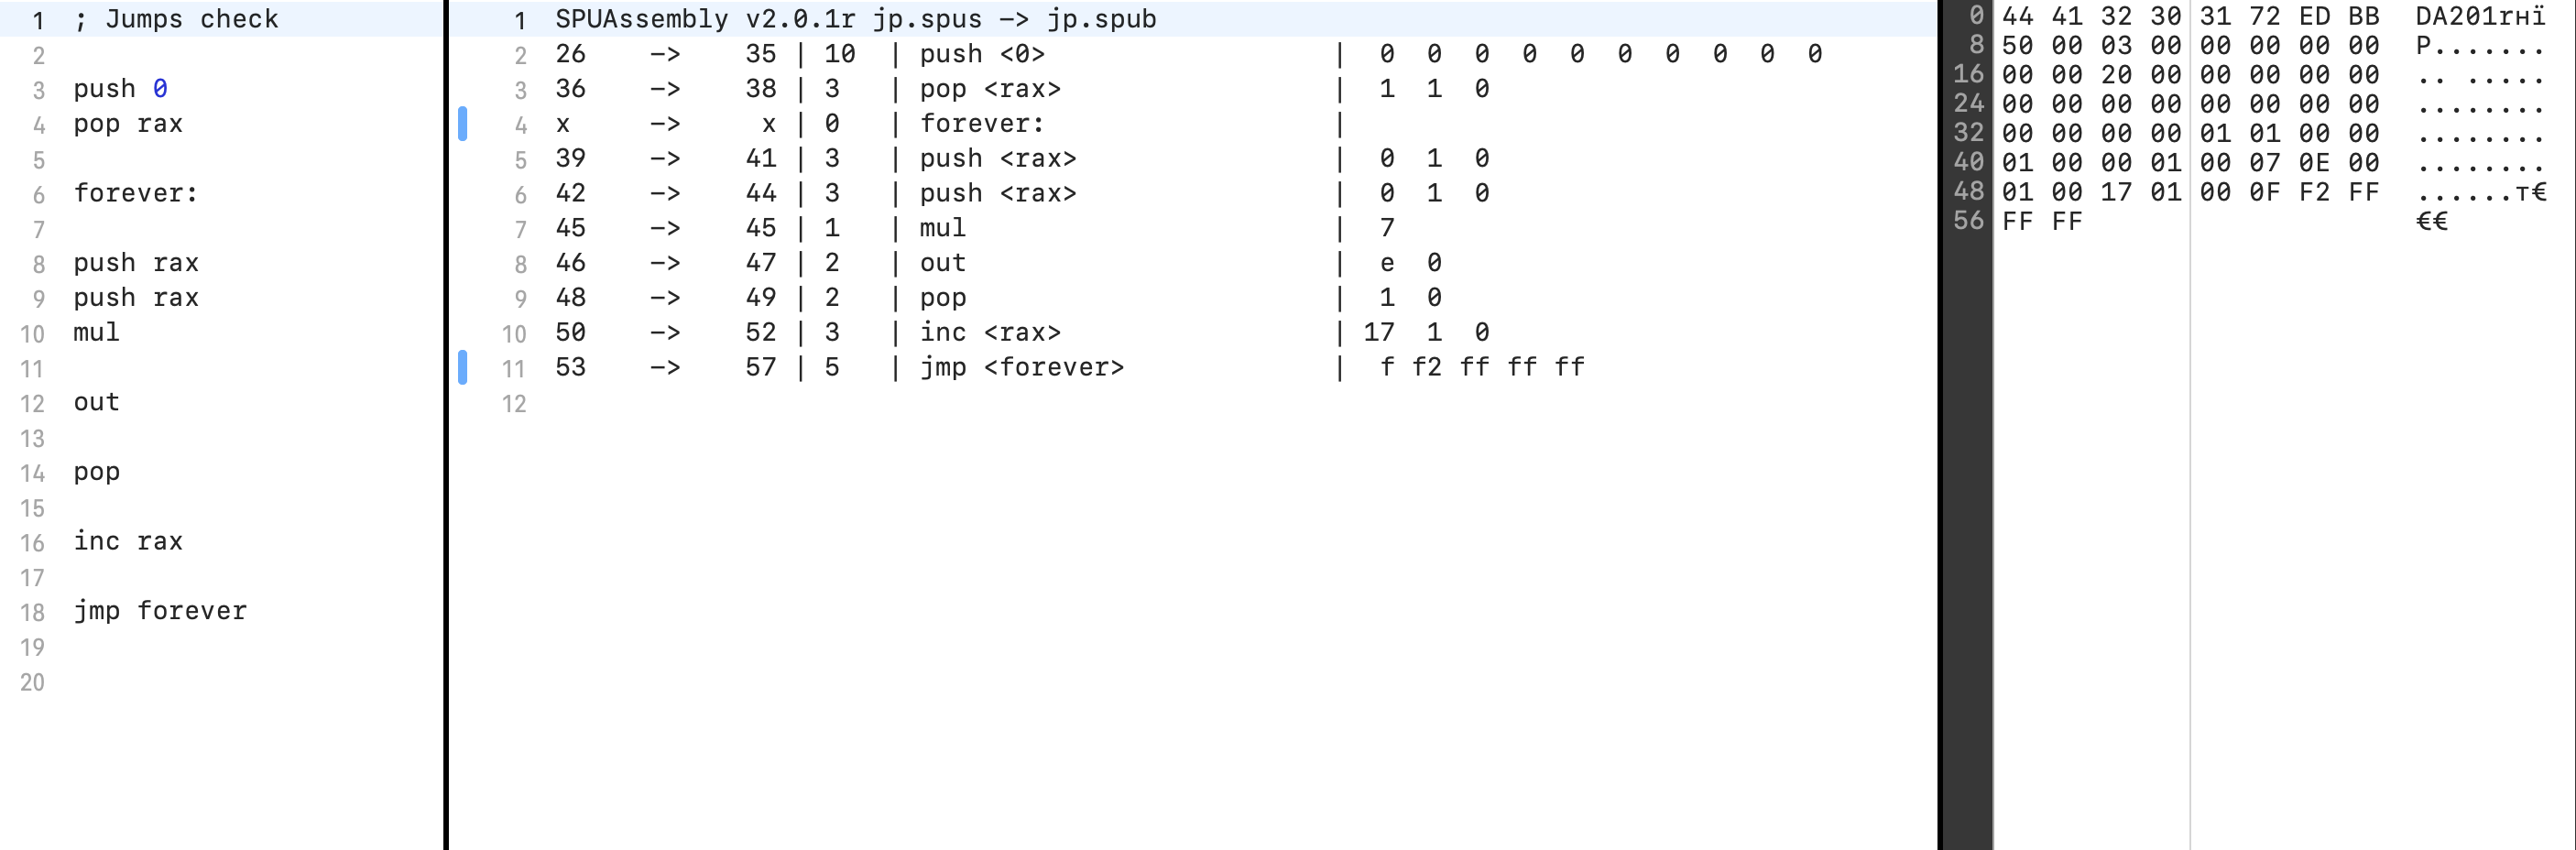 1 ; Jumps check
2
3 push 0
4 pop rax
5
6 forever:
7
8 push rax
9 push rax
10 mul
11
12 out
13
14 pop
15
16 inc rax
17
18 jmp forever
19
20
1 SPUAssembly v2.0.1r jp.spus -> jp.spub
2 26 -> 35 | 10 | push <0> | 0 0 0 0 0 0 0 0 0 0
3 36 -> 38 | 3 | pop <rax> | 1 1 0
4 x -> x | 0 | forever: |
5 39 -> 41 | 3 | push <rax> | 0 1 0
6 42 -> 44 | 3 | push <rax> | 0 1 0
7 45 -> 45 | 1 | mul | 7
8 46 -> 47 | 2 | out | e 0
9 48 -> 49 | 2 | pop | 1 0
10 50 -> 52 | 3 | inc <rax> | 17 1 0
11 53 -> 57 | 5 | jmp <forever> | f f2 ff ff ff
12
0 44 41 32 30 31 72 ED BB DA201rнї
8 50 00 03 00 00 00 00 00 P.......
16 00 00 20 00 00 00 00 00 .. .....
24 00 00 00 00 00 00 00 00 ........
32 00 00 00 00 01 01 00 00 ........
40 01 00 00 01 00 07 0E 00 ........
48 01 00 17 01 00 0F F2 FF ......т€
56 FF FF €€